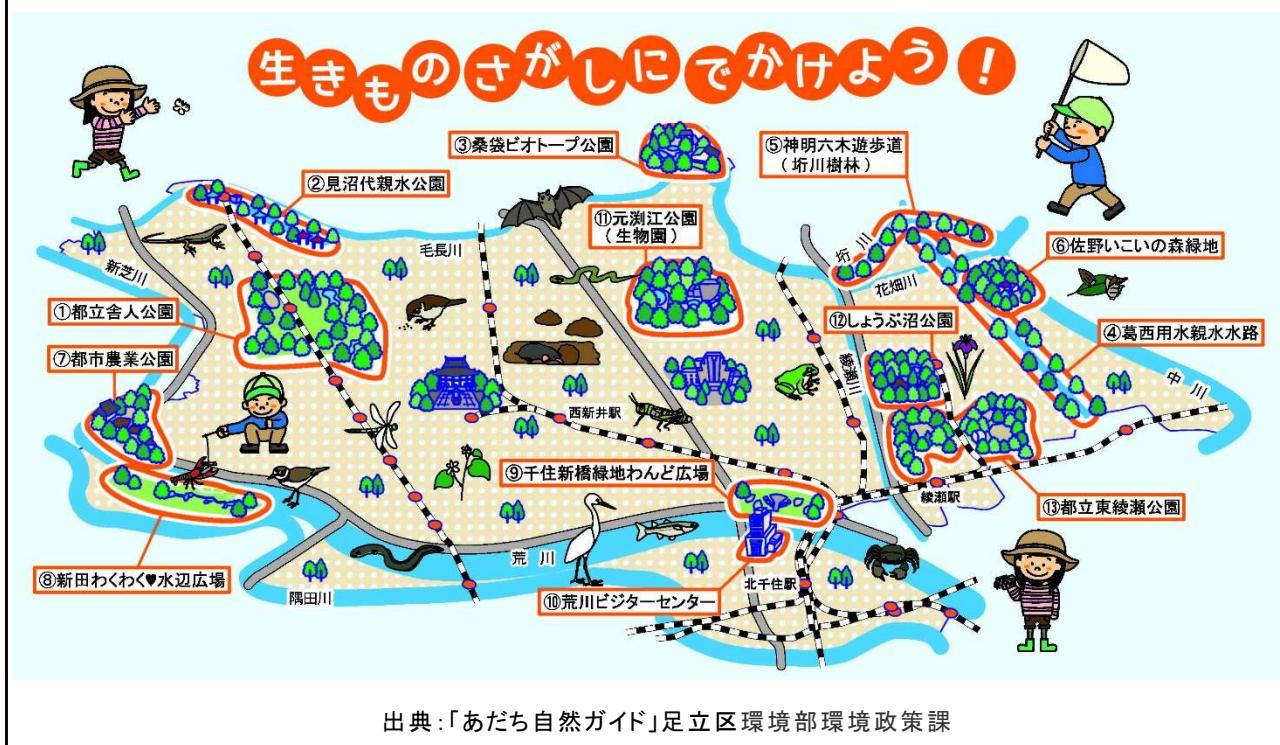 生きものさがしにでかけよう!
③桑袋ビオトープ公園
⑤神明六木遊歩道
(垳川樹林)
②見沼代親水公園
⑪元渕江公園
(生物園)
毛長川
垳川
⑥佐野いこいの森緑地
新芝川
花畑川
①都立舎人公園
⑫しょうぶ沼公園
④葛西用水親水水路
⑦都市農業公園
綾瀬川
中川
西新井駅
⑨千住新橋緑地わんど広場
綾瀬駅
⑬都立東綾瀬公園
荒川
⑧新田わくわく♥水辺広場
隅田川
北千住駅
⑩荒川ビジターセンター
出典:「あだち自然ガイド」足立区環境部環境政策課